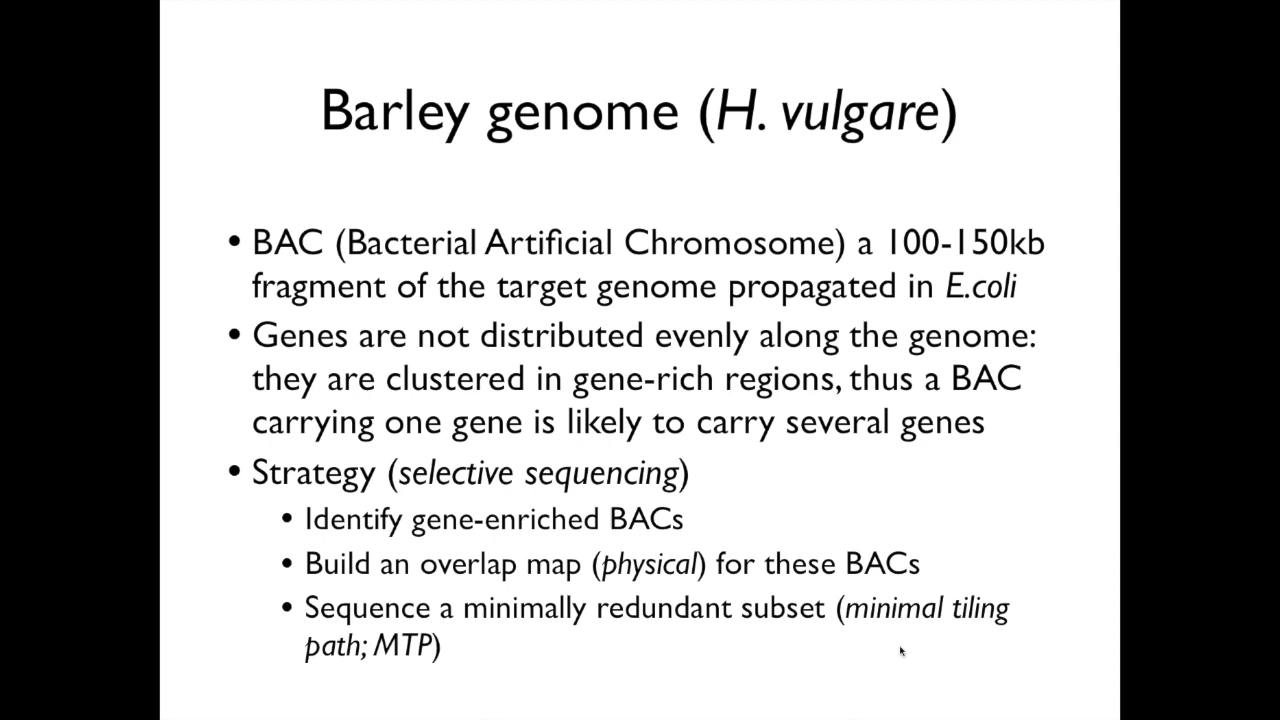 Barley genome (H. vulgare)
• BAC (Bacterial Artificial Chromosome) a 100-150kb
fragment of the target genome propagated in E.coli
• Genes are not distributed evenly along the genome:
they are clustered in gene-rich regions, thus a BAC
carrying one gene is likely to carry several genes
• Strategy (selective sequencing)
• Identify gene-enriched BACs
• Build an overlap map (physical) for these BACs
• Sequence a minimally redundant subset (minimal tiling
path; MTP)